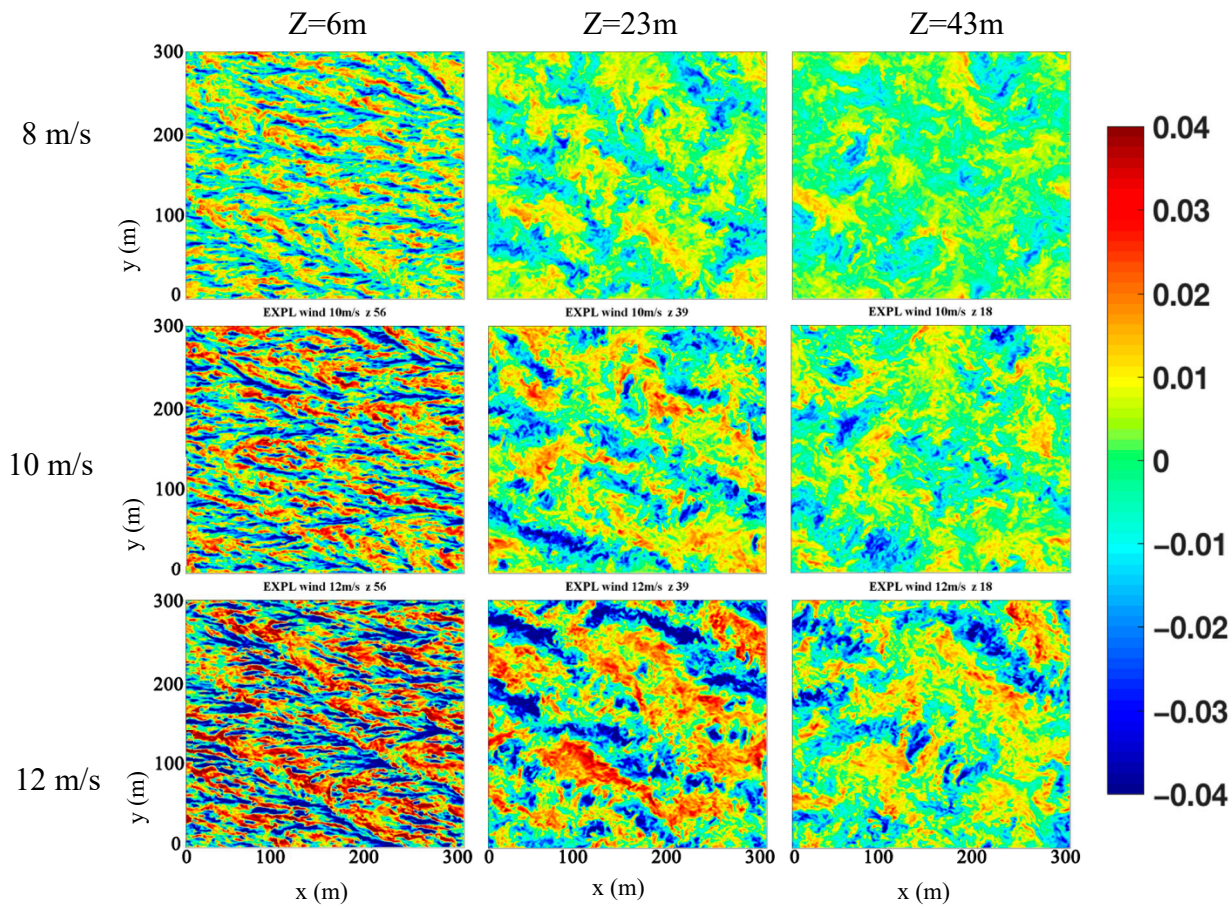 Z=6m Z=23m Z=43m
8 m/s
y (m)
300
200
100
0
EXPL wind 10m/s z 56
EXPL wind 10m/s z 39
EXPL wind 10m/s z 18
10 m/s
y (m)
300
200
100
0
EXPL wind 12m/s z 56
EXPL wind 12m/s z 39
EXPL wind 12m/s z 18
12 m/s
y (m)
300
200
100
0
0 100 200 300
0 100 200 300
0 100 200 300
x (m) x (m) x (m)
0.04
0.03
0.02
0.01
0
−0.01
−0.02
−0.03
−0.04